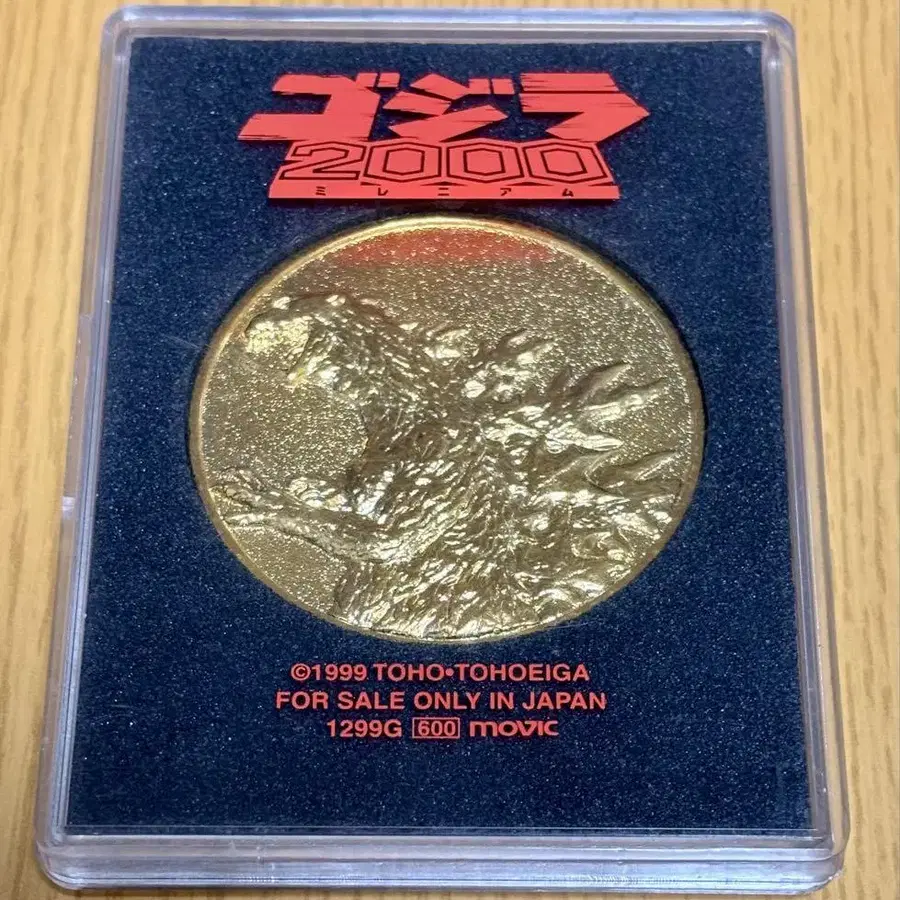 ゴジラ
2000
ミレニアム
©1999 TOHO•TOHOEIGA
FOR SALE ONLY IN JAPAN
1299G 600 movic